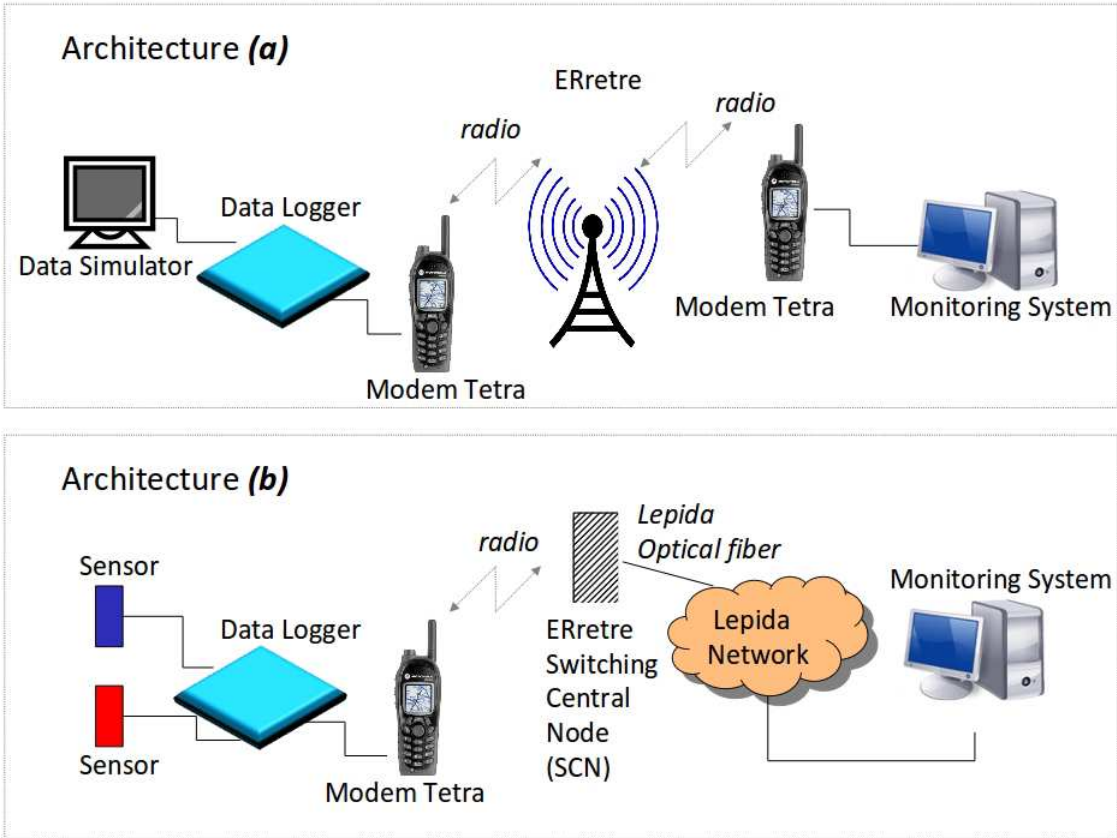 Architecture (a)
ERretre
radio
radio
Data Logger
Data Simulator
Modem Tetra
Modem Tetra
Monitoring System
Architecture (b)
Sensor
Sensor
Data Logger
Modem Tetra
radio
Lepida
Optical fiber
ERretre
Switching
Central
Node
(SCN)
Lepida
Network
Monitoring System